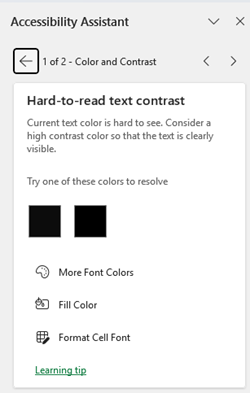 Accessibility Assistant
1 of 2 - Color and Contrast
Hard-to-read text contrast
Current text color is hard to see. Consider a
high contrast color so that the text is clearly
visible.
Try one of these colors to resolve
More Font Colors
Fill Color
Format Cell Font
Learning tip